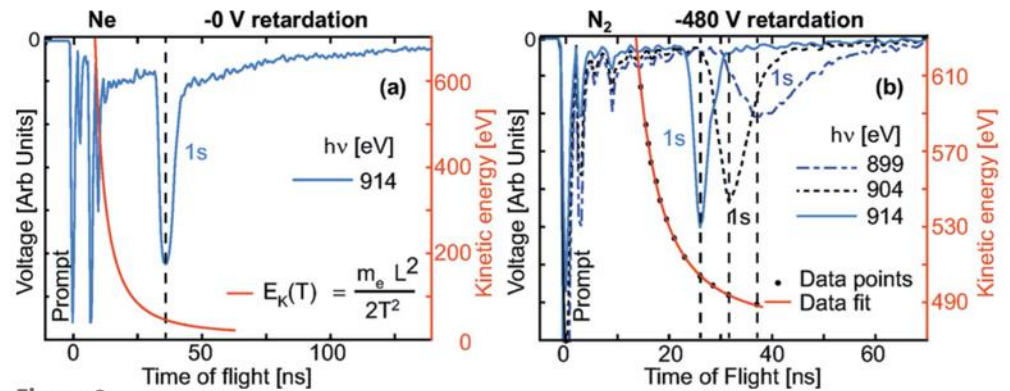 Ne -0 V retardation
N2 -480 V retardation
0
(a)
1s
hν [eV]
914
E_K(T) = m_e L² / 2T²
Prompt
Voltage [Arb Units]
600
400
200
0
Kinetic energy [eV]
0 50 100
Time of flight [ns]
0
(b)
1s
1s
1s
hν [eV]
899
904
914
Data points
Data fit
Prompt
Voltage [Arb Units]
610
570
530
490
Kinetic energy [eV]
0 20 40 60
Time of flight [ns]